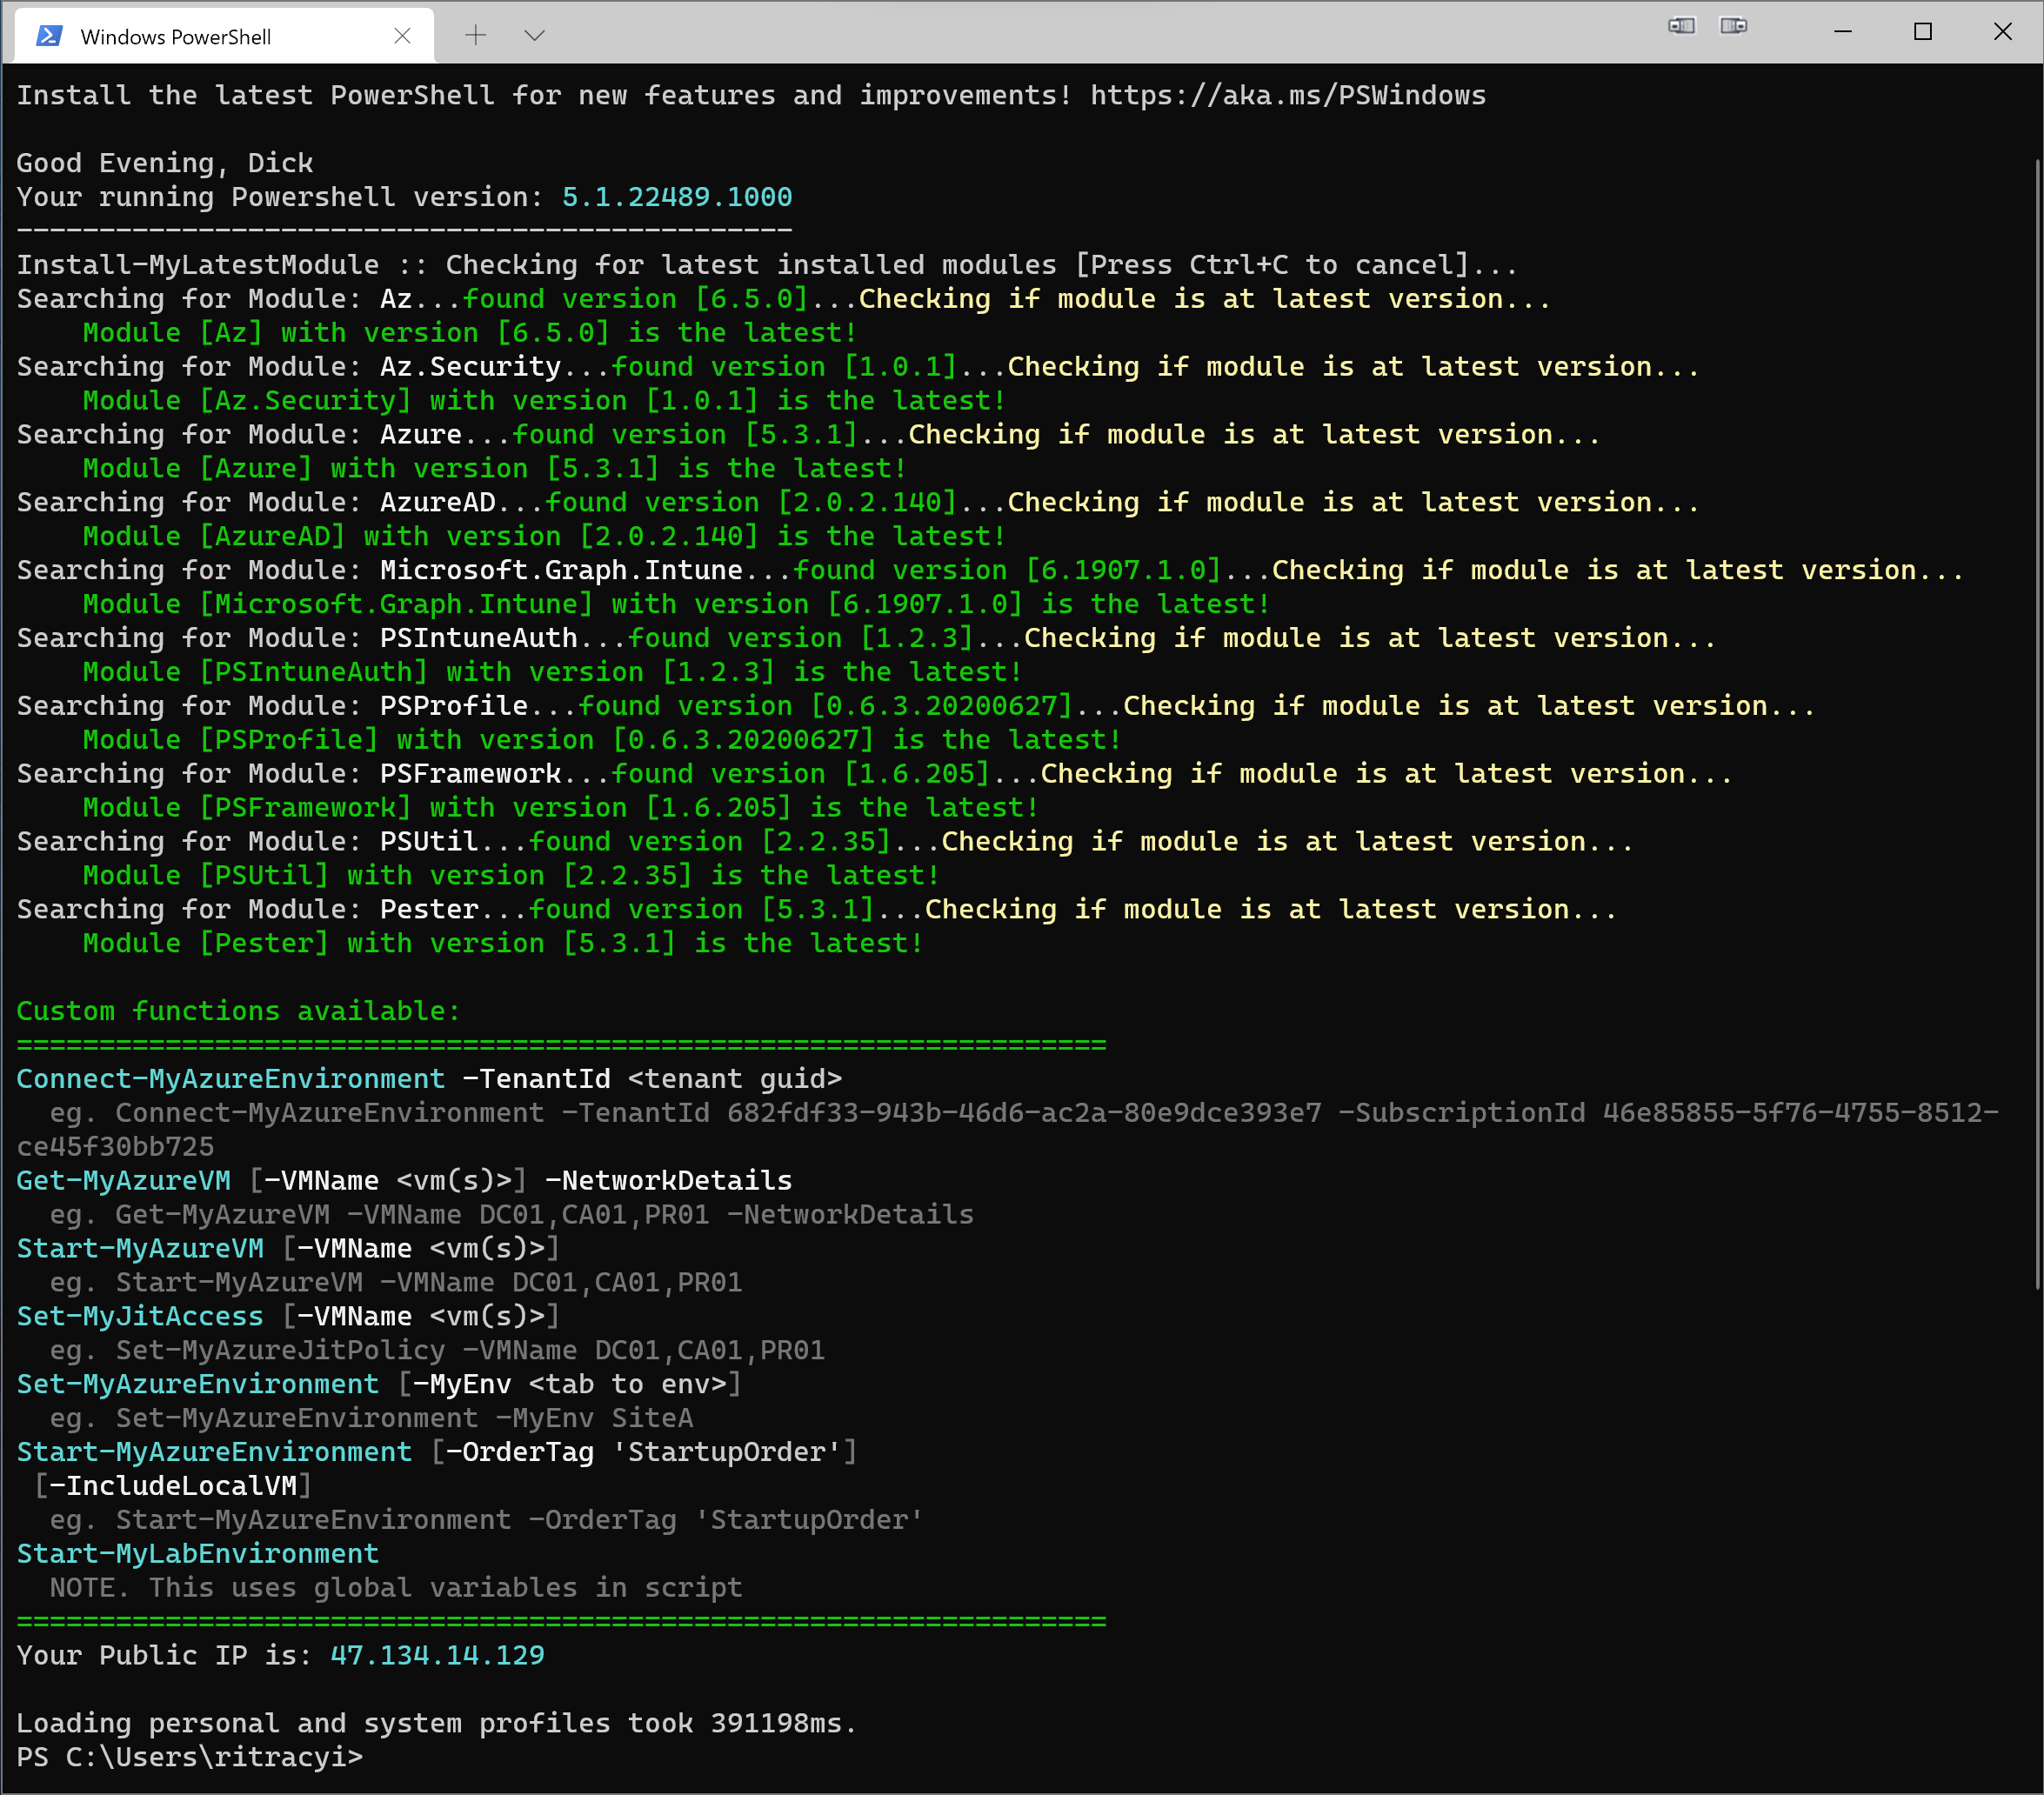 Windows PowerShell
Install the latest PowerShell for new features and improvements! https://aka.ms/PSWindows
Good Evening, Dick
Your running Powershell version: 5.1.22489.1000
-----------------------------------------------
Install-MyLatestModule :: Checking for latest installed modules [Press Ctrl+C to cancel]...
Searching for Module: Az...found version [6.5.0]...Checking if module is at latest version...
    Module [Az] with version [6.5.0] is the latest!
Searching for Module: Az.Security...found version [1.0.1]...Checking if module is at latest version...
    Module [Az.Security] with version [1.0.1] is the latest!
Searching for Module: Azure...found version [5.3.1]...Checking if module is at latest version...
    Module [Azure] with version [5.3.1] is the latest!
Searching for Module: AzureAD...found version [2.0.2.140]...Checking if module is at latest version...
    Module [AzureAD] with version [2.0.2.140] is the latest!
Searching for Module: Microsoft.Graph.Intune...found version [6.1907.1.0]...Checking if module is at latest version...
    Module [Microsoft.Graph.Intune] with version [6.1907.1.0] is the latest!
Searching for Module: PSIntuneAuth...found version [1.2.3]...Checking if module is at latest version...
    Module [PSIntuneAuth] with version [1.2.3] is the latest!
Searching for Module: PSProfile...found version [0.6.3.20200627]...Checking if module is at latest version...
    Module [PSProfile] with version [0.6.3.20200627] is the latest!
Searching for Module: PSFramework...found version [1.6.205]...Checking if module is at latest version...
    Module [PSFramework] with version [1.6.205] is the latest!
Searching for Module: PSUtil...found version [2.2.35]...Checking if module is at latest version...
    Module [PSUtil] with version [2.2.35] is the latest!
Searching for Module: Pester...found version [5.3.1]...Checking if module is at latest version...
    Module [Pester] with version [5.3.1] is the latest!
Custom functions available:
==================================================================
Connect-MyAzureEnvironment -TenantId <tenant guid>
  eg. Connect-MyAzureEnvironment -TenantId 682fdf33-943b-46d6-ac2a-80e9dce393e7 -SubscriptionId 46e85855-5f76-4755-8512-
ce45f30bb725
Get-MyAzureVM [-VMName <vm(s)>] -NetworkDetails
  eg. Get-MyAzureVM -VMName DC01,CA01,PR01 -NetworkDetails
Start-MyAzureVM [-VMName <vm(s)>]
  eg. Start-MyAzureVM -VMName DC01,CA01,PR01
Set-MyJitAccess [-VMName <vm(s)>]
  eg. Set-MyAzureJitPolicy -VMName DC01,CA01,PR01
Set-MyAzureEnvironment [-MyEnv <tab to env>]
  eg. Set-MyAzureEnvironment -MyEnv SiteA
Start-MyAzureEnvironment [-OrderTag 'StartupOrder']
 [-IncludeLocalVM]
  eg. Start-MyAzureEnvironment -OrderTag 'StartupOrder'
Start-MyLabEnvironment
  NOTE. This uses global variables in script
==================================================================
Your Public IP is: 47.134.14.129
Loading personal and system profiles took 391198ms.
PS C:\Users\ritracyi>